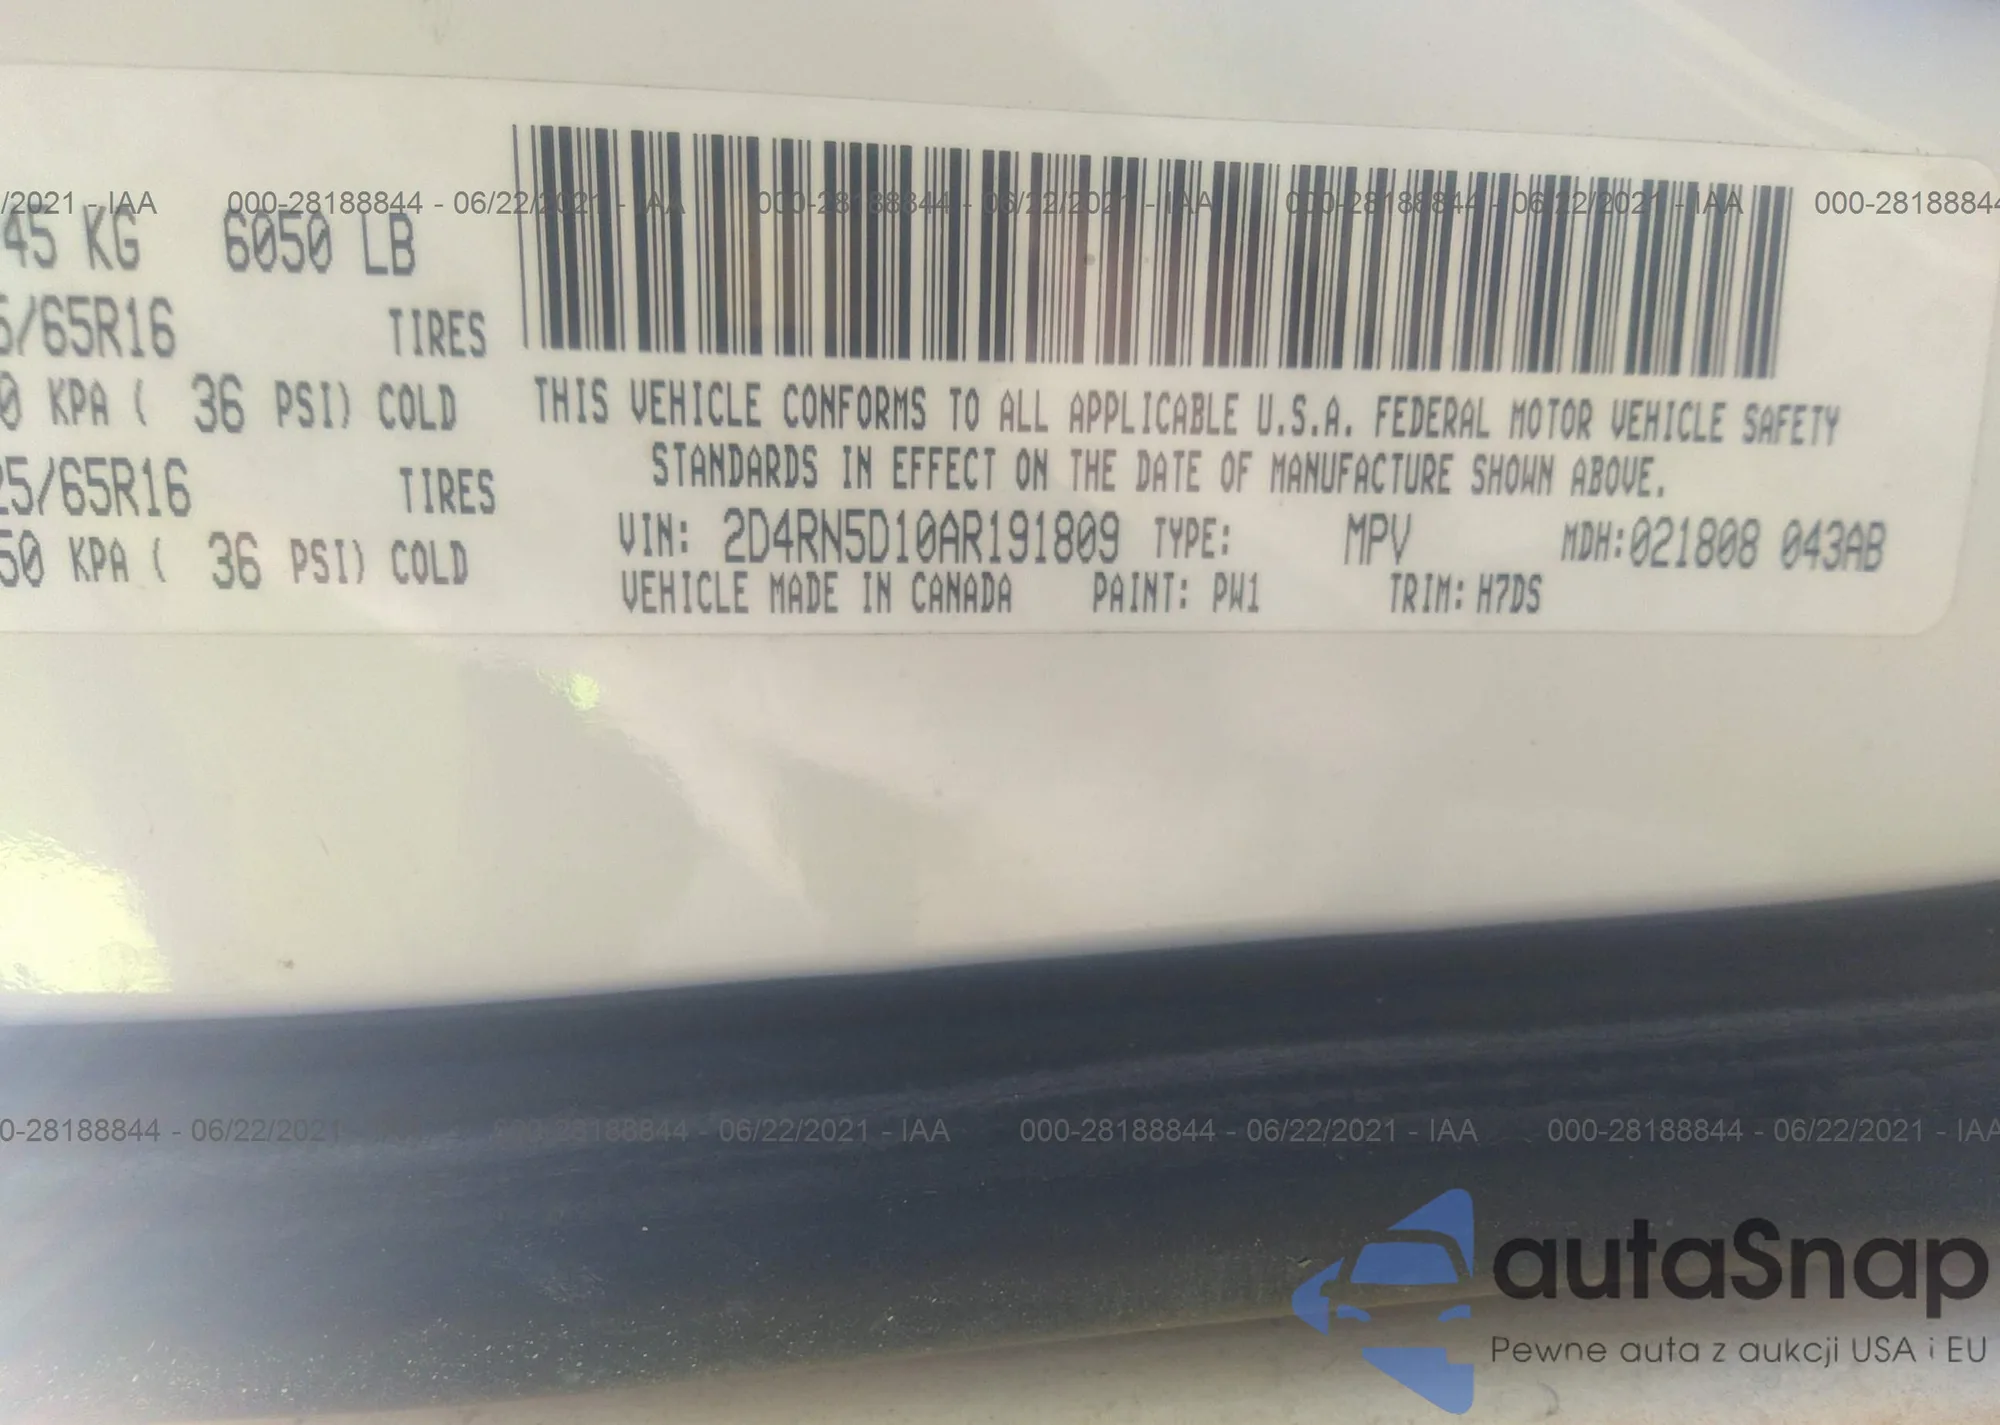 /2021 - IAA 000-28188844 - 06/22/2021 - IAA 000-28188844 - 06/22/2021 - IAA 000-28188844 - 06/22/2021 - IAA 000-28188844
45 KG 6050 LB
5/65R16 TIRES
0 KPA ( 36 PSI) COLD
25/65R16 TIRES
50 KPA ( 36 PSI) COLD
THIS VEHICLE CONFORMS TO ALL APPLICABLE U.S.A. FEDERAL MOTOR VEHICLE SAFETY
STANDARDS IN EFFECT ON THE DATE OF MANUFACTURE SHOWN ABOVE.
VIN: 2D4RN5D10AR191809 TYPE: MPV MDH:021808 043AB
VEHICLE MADE IN CANADA PAINT: PW1 TRIM: H7DS
0-28188844 - 06/22/2021 000-28188844 - 06/22/2021 - IAA 000-28188844 - 06/22/2021 - IAA 000-28188844 - 06/22/2021 - IAA
autaSnap
Pewne auta z aukcji USA i EU